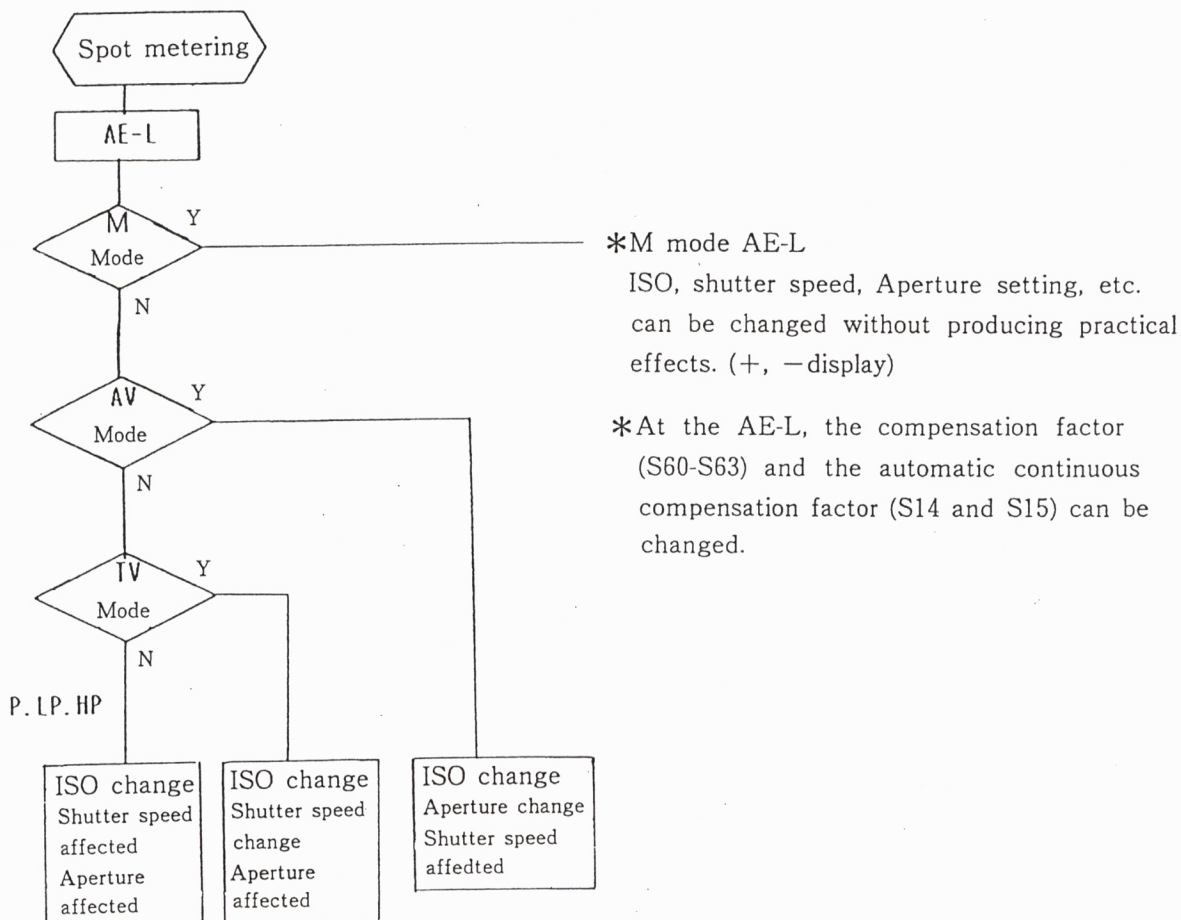 Spot metering
AE-L
M
Y
Mode
N
*M mode AE-L
ISO, shutter speed, Aperture setting, etc.
can be changed without producing practical
effects. (+, －display)
AV
Y
Mode
N
*At the AE-L, the compensation factor
(S60-S63) and the automatic continuous
compensation factor (S14 and S15) can be
changed.
TV
Y
Mode
N
P. LP. HP
ISO change
Shutter speed
affected
Aperture
affected
ISO change
Shutter speed
change
Aperture
affected
ISO change
Aperture change
Shutter speed
affedted